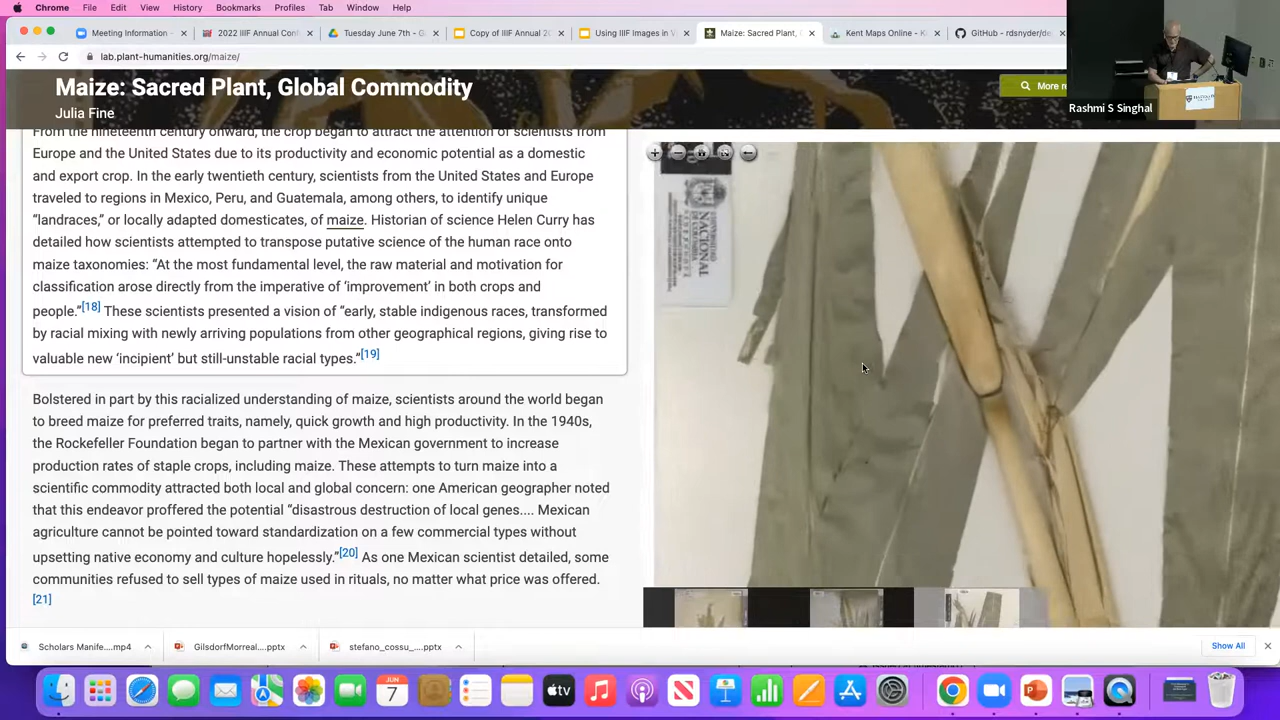 Chrome File Edit View History Bookmarks Profiles Tab Window Help
Meeting Information - 2022 IIIF Annual Conf Tuesday June 7th - G Copy of IIIF Annual 20 Using IIIF Images in V Maize: Sacred Plant, Kent Maps Online - K GitHub - rdsnyder/de
lab.plant-humanities.org/maize/
Rashmi S Singhal
Maize: Sacred Plant, Global Commodity
More re
Julia Fine
From the nineteenth century onward, the crop began to attract the attention of scientists from
Europe and the United States due to its productivity and economic potential as a domestic
and export crop. In the early twentieth century, scientists from the United States and Europe
traveled to regions in Mexico, Peru, and Guatemala, among others, to identify unique
“landraces,” or locally adapted domesticates, of maize. Historian of science Helen Curry has
detailed how scientists attempted to transpose putative science of the human race onto
maize taxonomies: “At the most fundamental level, the raw material and motivation for
classification arose directly from the imperative of ‘improvement’ in both crops and
people.”[18] These scientists presented a vision of “early, stable indigenous races, transformed
by racial mixing with newly arriving populations from other geographical regions, giving rise to
valuable new ‘incipient’ but still-unstable racial types.”[19]
Bolstered in part by this racialized understanding of maize, scientists around the world began
to breed maize for preferred traits, namely, quick growth and high productivity. In the 1940s,
the Rockefeller Foundation began to partner with the Mexican government to increase
production rates of staple crops, including maize. These attempts to turn maize into a
scientific commodity attracted both local and global concern: one American geographer noted
that this endeavor proffered the potential “disastrous destruction of local genes.... Mexican
agriculture cannot be pointed toward standardization on a few commercial types without
upsetting native economy and culture hopelessly.”[20] As one Mexican scientist detailed, some
communities refused to sell types of maize used in rituals, no matter what price was offered.
[21]
UNIVERSIDAD
NACIONAL
DE COLOMBIA
Scholars Manife....mp4 GilsdorfMorreal....pptx stefano_cossu_....pptx Show All
JUN
7
tv